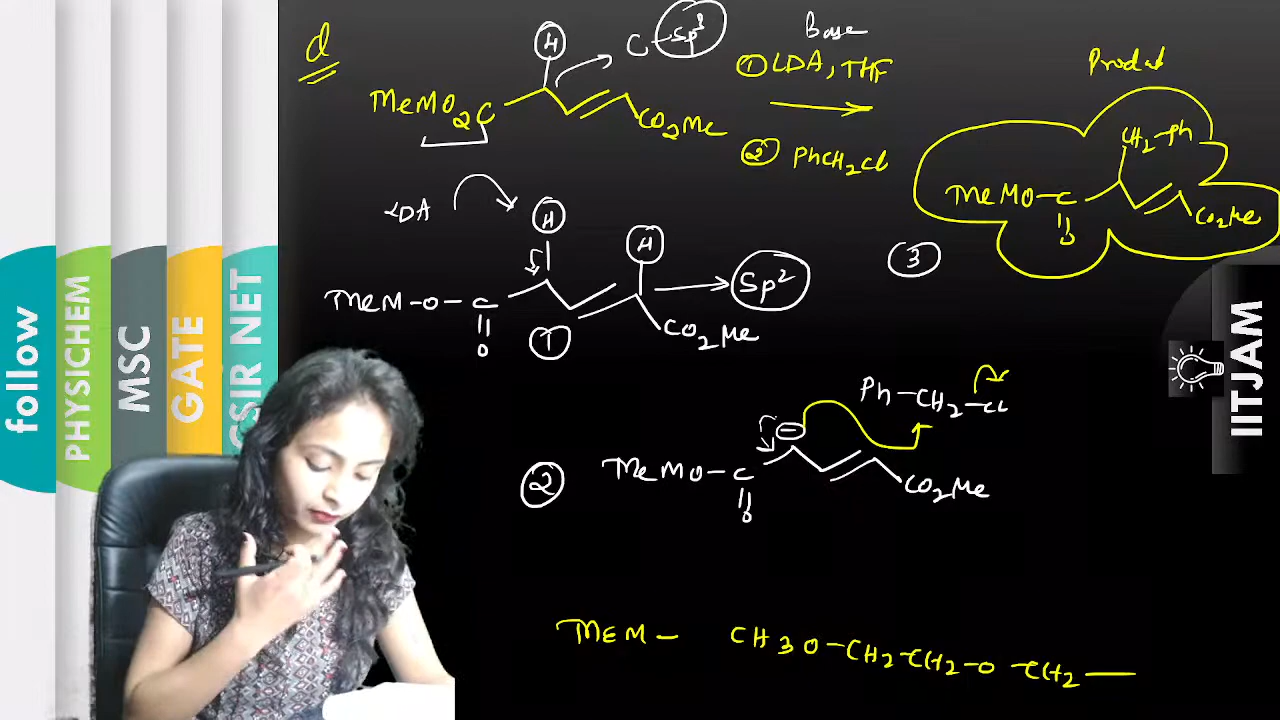 d
H
C - Sp3
Base
MeMO2C
CO2Me
① LDA, THF
② PhCH2Cl
Product
CH2-Ph
MeMO-C
O
CO2Me
③
LDA
H
H
Sp2
MeM-O-C
O
①
CO2Me
Ph-CH2-Cl
②
MeMO-C
O
⊖
CO2Me
MEM - CH3O-CH2-CH2-O CH2-
follow
PHYSICHEM
MSC
GATE
CSIR NET
IITJAM